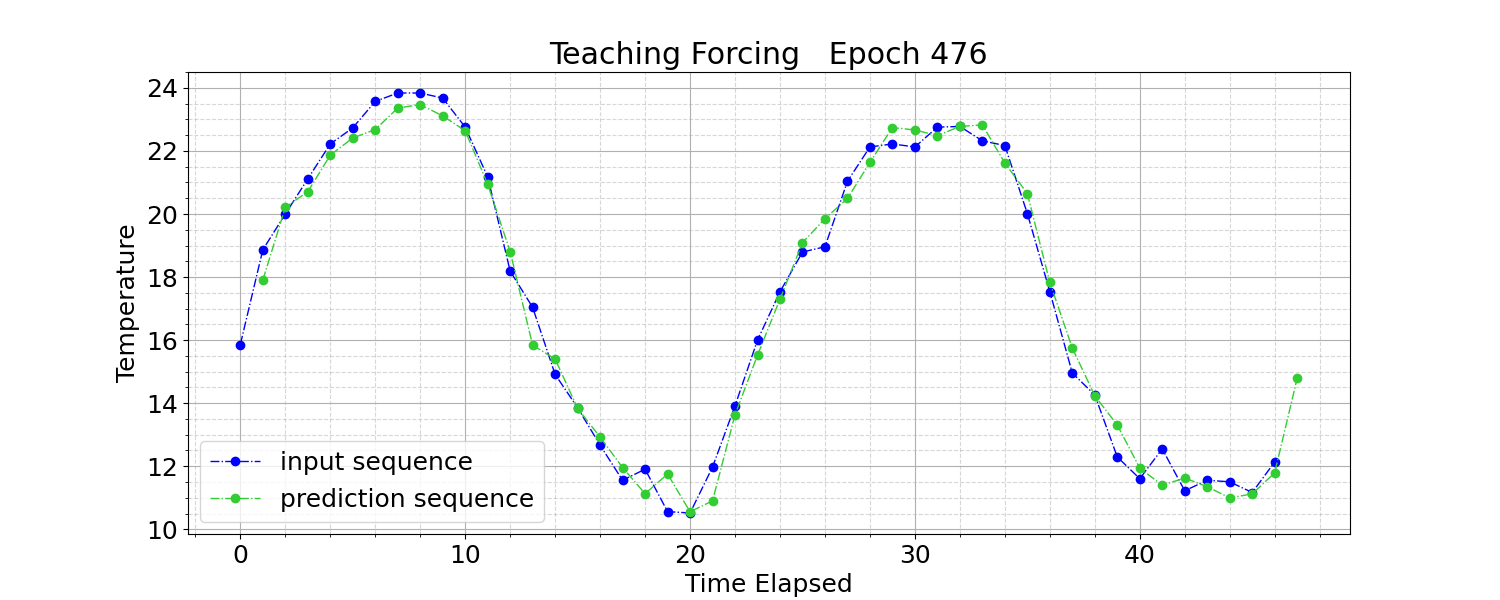 Teaching Forcing   Epoch 476
24
22
20
18
16
14
12
10
Temperature
input sequence
prediction sequence
0 10 20 30 40
Time Elapsed